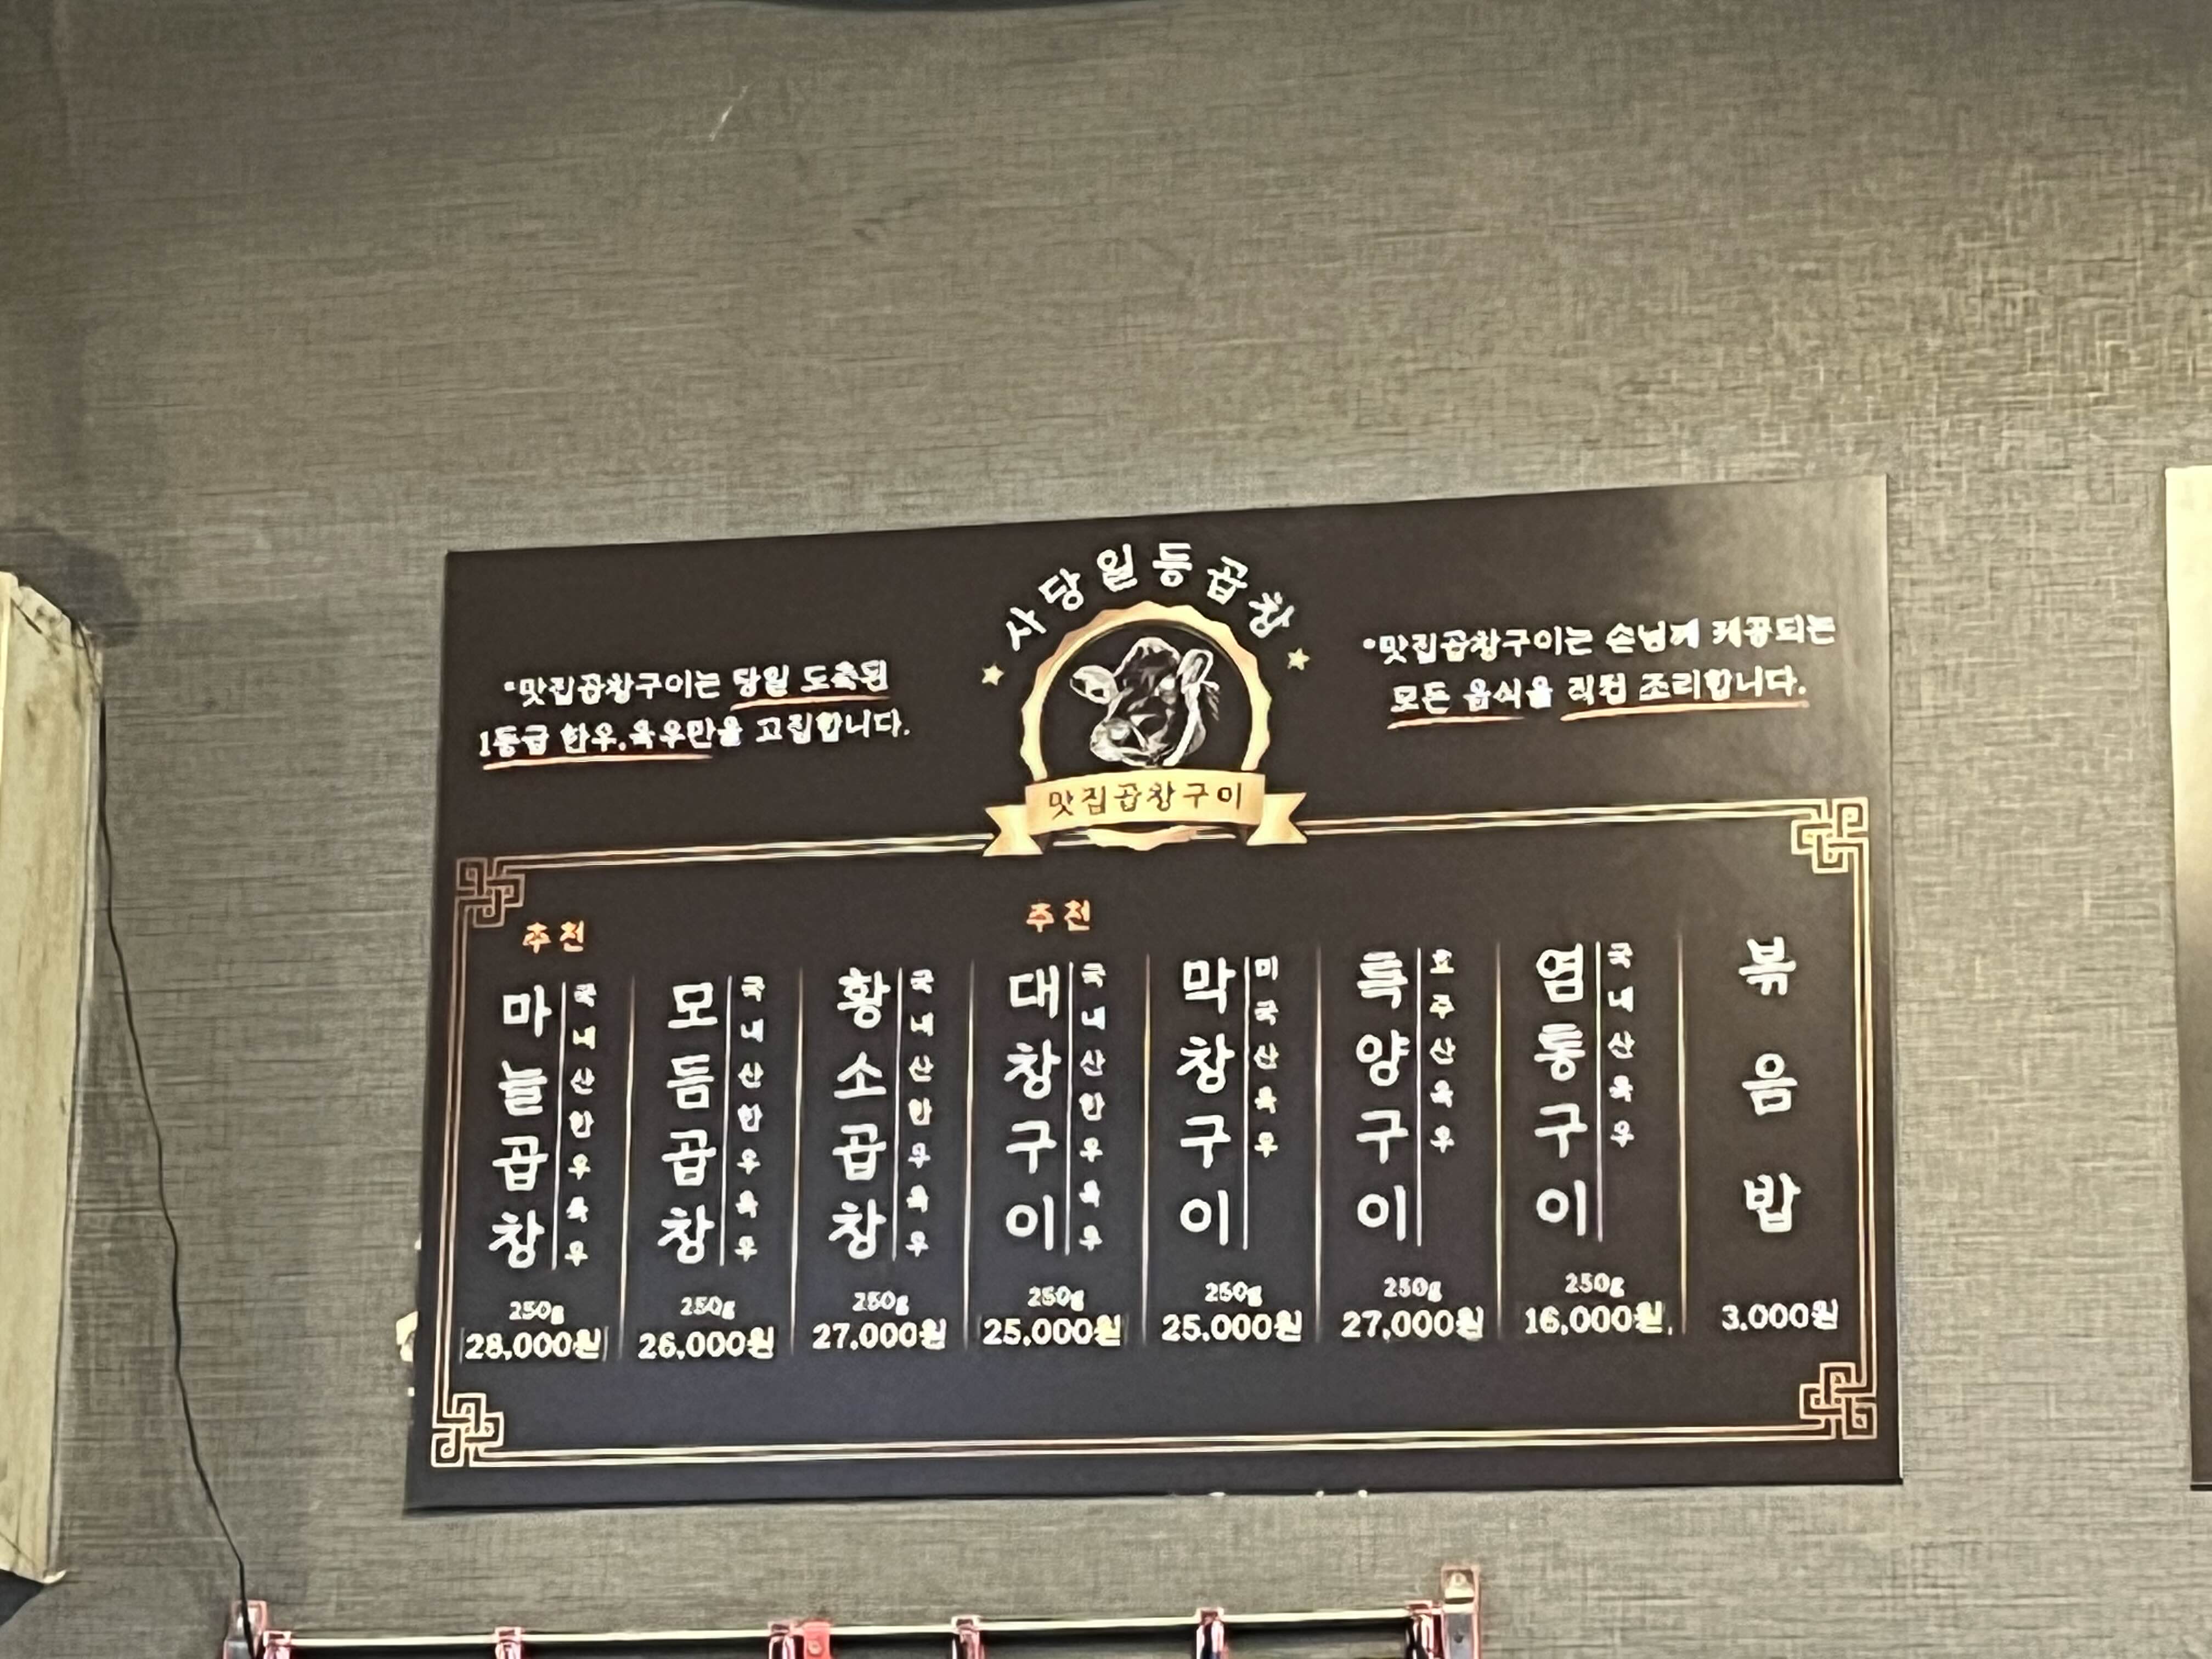 사당일등곱창
맛집곱창구이
"맛집곱창구이는 당일 도축된
1등급 한우,육우만을 고집합니다.
"맛집곱창구이는 손님께 제공되는
모든 음식을 직접 조리합니다.
추천
마늘곱창
국내산한우육우
250g
28,000원
모듬곱창
국내산한우육우
250g
26,000원
황소곱창
국내산한우육우
250g
27,000원
추천
대창구이
국내산한우육우
250g
25,000원
막창구이
미국산육우
250g
25,000원
특양구이
호주산육우
250g
27,000원
염통구이
국내산육우
250g
16,000원
볶음밥
3,000원